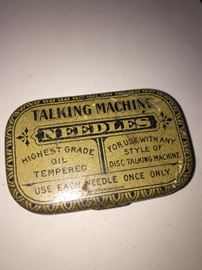 TALKING MACHINE
NEEDLES
HIGHEST GRADE
OIL
TEMPERED
FOR USE WITH ANY
STYLE OF
DISC TALKING MACHINE
USE EACH NEEDLE ONCE ONLY.